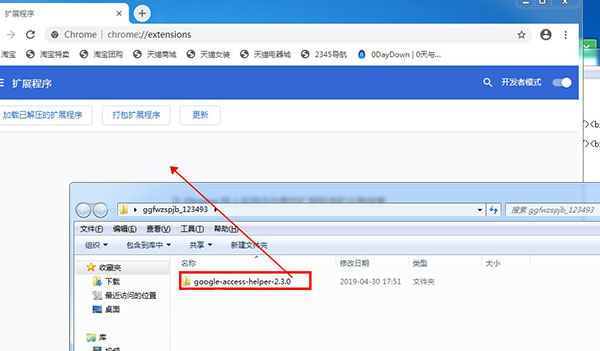 扩展程序
Chrome | chrome://extensions
淘宝 淘宝特卖 淘宝团购 天猫商城 天猫女装 天猫电器城 2345导航 0DayDown | 0天与…
扩展程序 开发者模式
加载已解压的扩展程序 打包扩展程序 更新
ggfwzspjb_123493 搜索 ggfwzspjb_123493
文件(F) 编辑(E) 查看(V) 工具(T) 帮助(H)
组织 包含到库中 共享 新建文件夹
收藏夹
下载
最近访问的位置
桌面
库
视频
名称 修改日期 类型 大小
google-access-helper-2.3.0 2019-04-30 17:51 文件夹